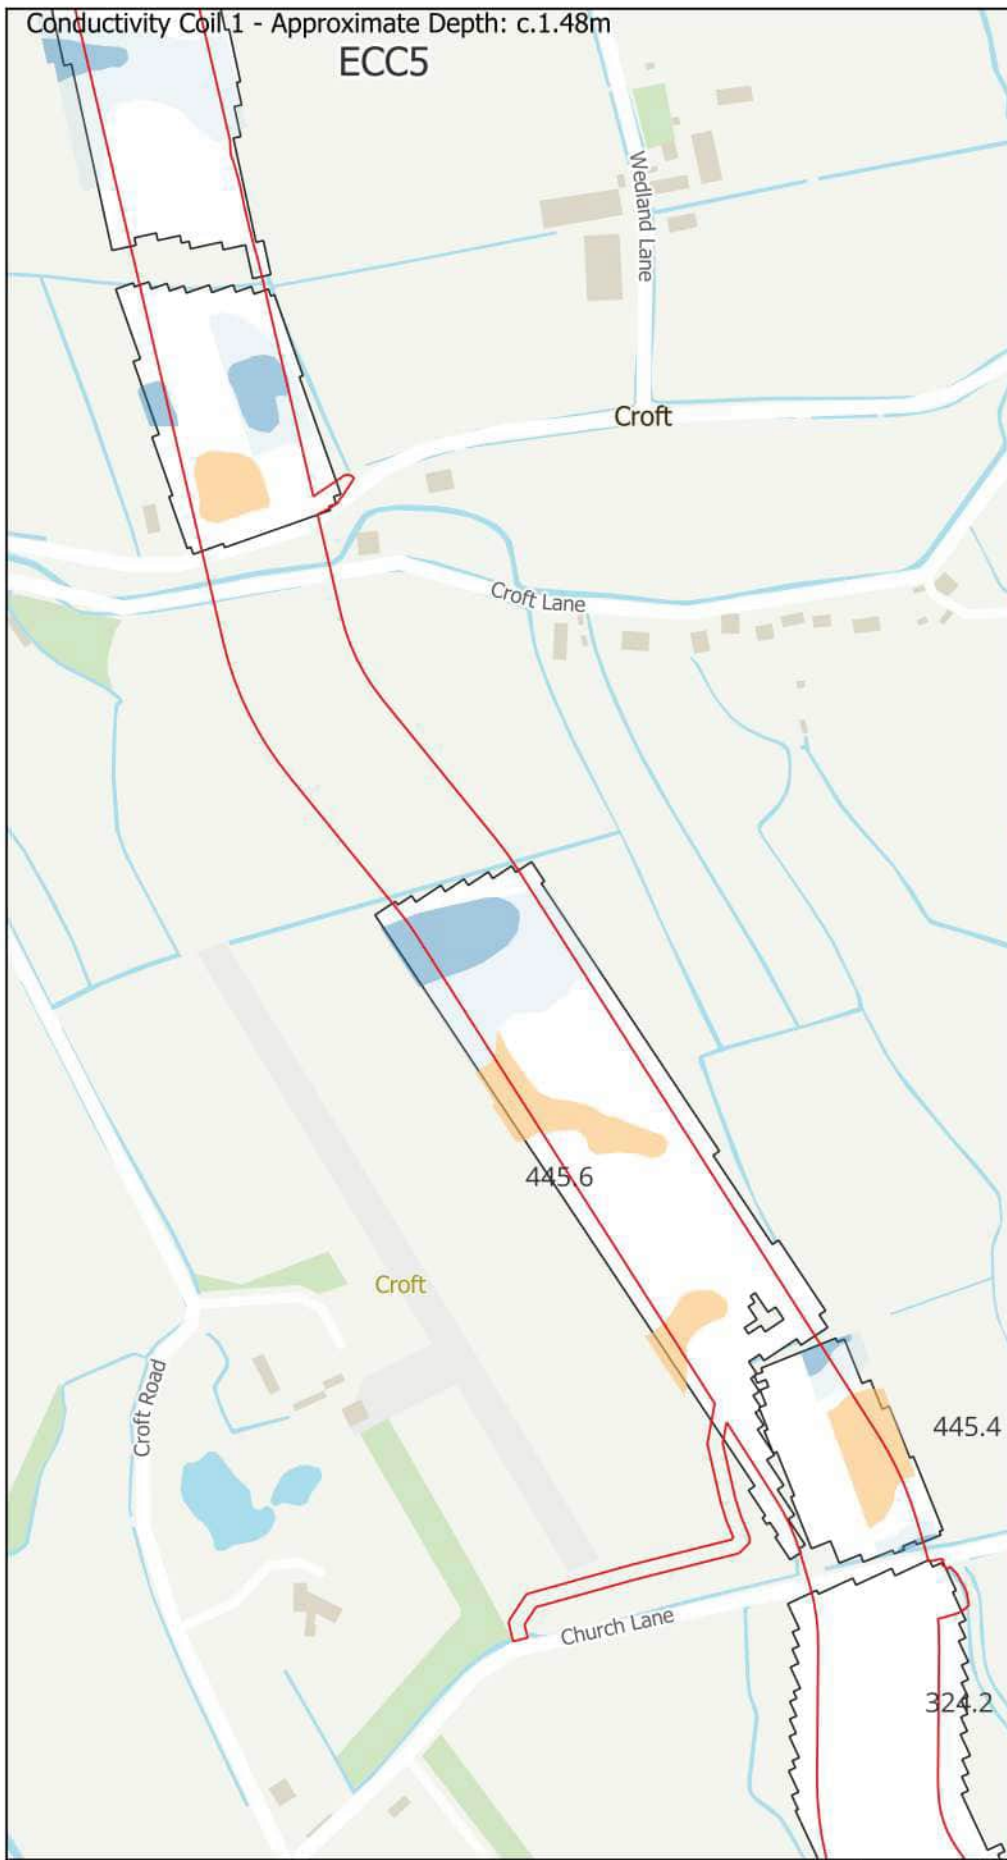 Conductivity Coil 1 - Approximate Depth: c.1.48m
ECC5
Wedland Lane
Croft
Croft Lane
445.6
Croft
Croft Road
445.4
Church Lane
324.2